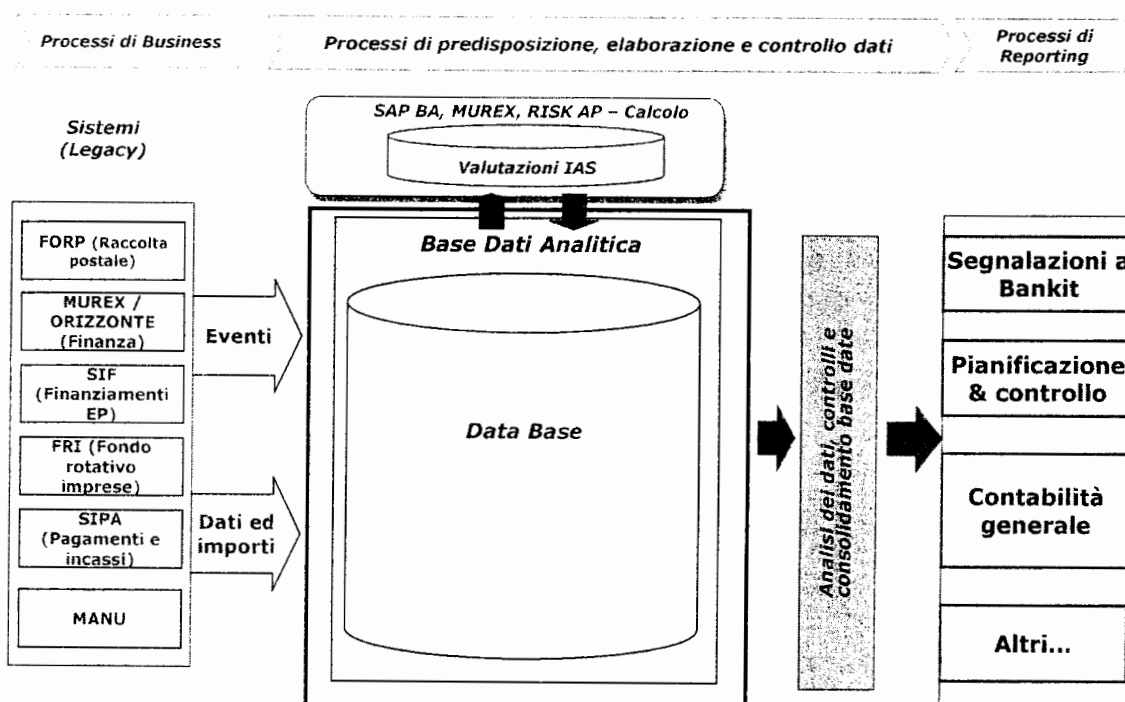 Processi di Business
Processi di predisposizione, elaborazione e controllo dati
Processi di
Reporting
Sistemi
(Legacy)
SAP BA, MUREX, RISK AP – Calcolo
Valutazioni IAS
FORP (Raccolta
postale)
MUREX /
ORIZZONTE
(Finanza)
SIF
(Finanziamenti
EP)
FRI (Fondo
rotativo
imprese)
SIPA
(Pagamenti e
incassi)
MANU
Eventi
Dati ed
importi
Base Dati Analitica
Data Base
Analisi dei dati, controlli e
consolidamento base date
Segnalazioni a
Bankit
Pianificazione
& controllo
Contabilità
generale
Altri...